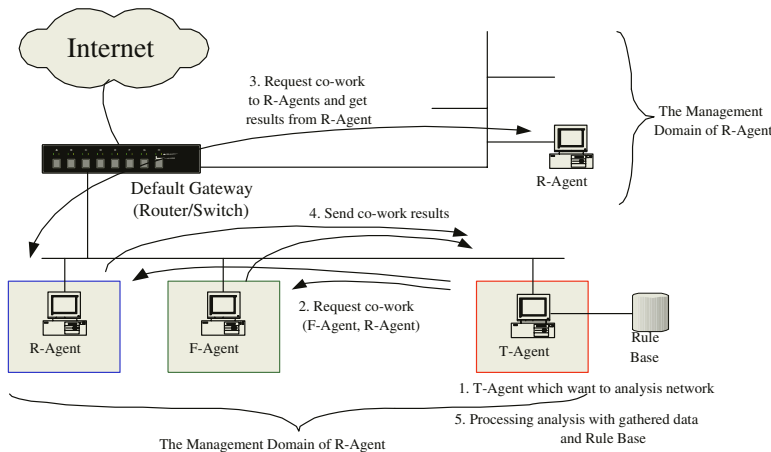 Internet
3. Request co-work
to R-Agents and get
results from R-Agent
The Management
Domain of R-Agent
R-Agent
Default Gateway
(Router/Switch)
4. Send co-work results
2. Request co-work
(F-Agent, R-Agent)
R-Agent
F-Agent
T-Agent
Rule
Base
1. T-Agent which want to analysis network
5. Processing analysis with gathered data
and Rule Base
The Management Domain of R-Agent